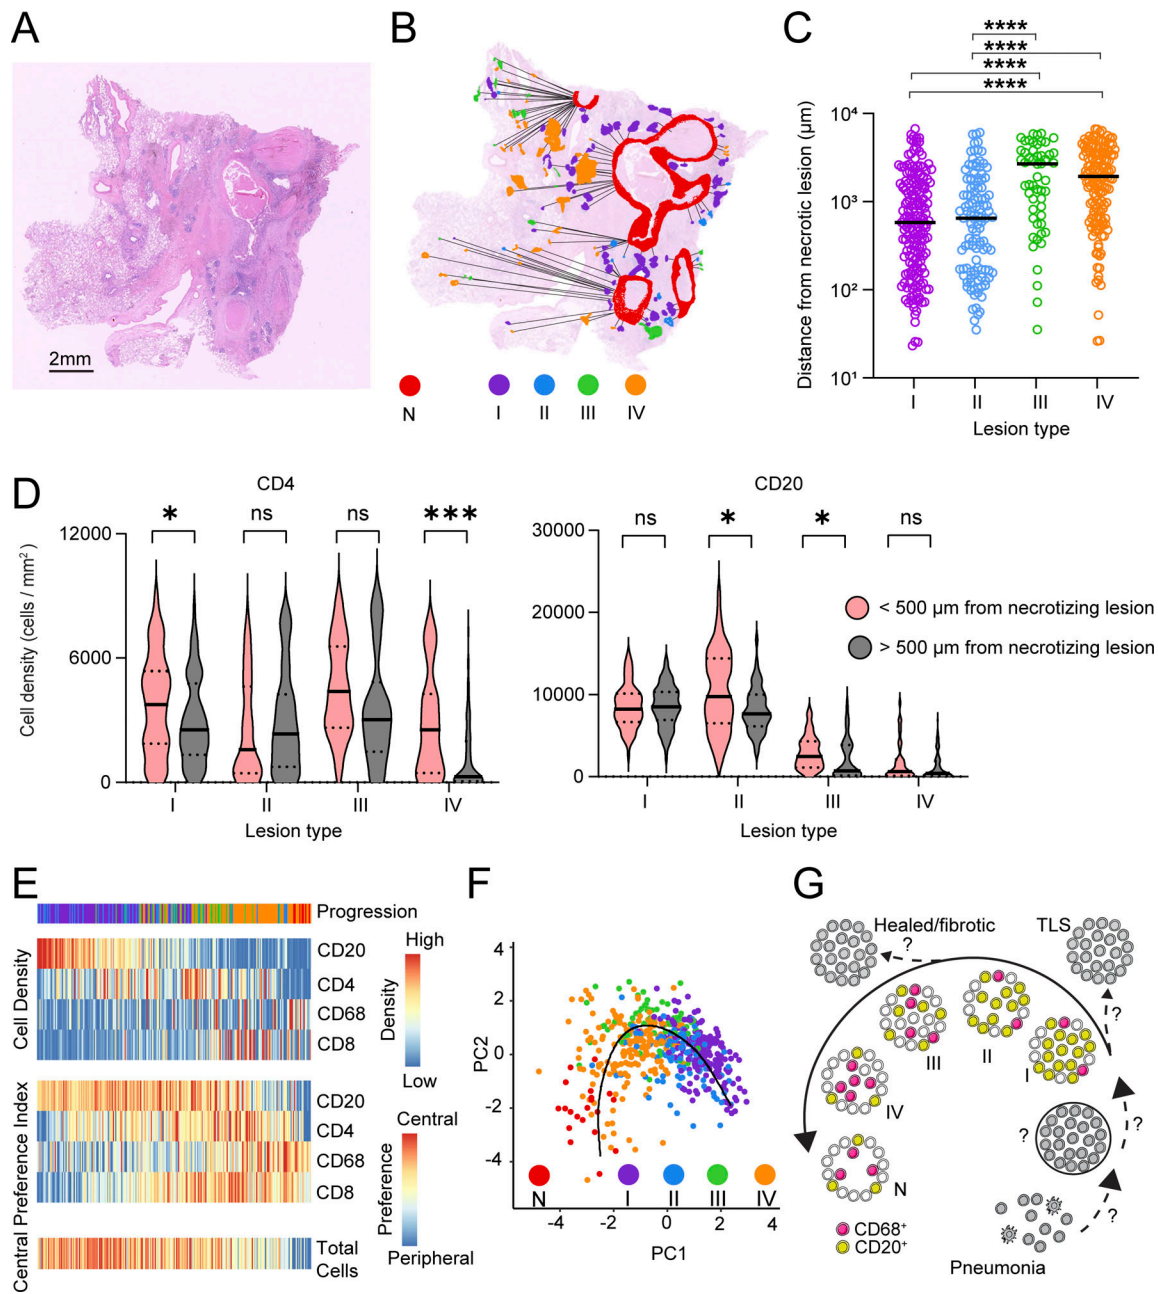 A
2mm
B
N
I
II
III
IV
C
****
****
****
****
Distance from necrotic lesion (µm)
10⁴
10³
10²
10¹
I
II
III
IV
Lesion type
D
CD4
*
ns
ns
***
Cell density (cells / mm²)
12000
6000
0
I
II
III
IV
Lesion type
CD20
ns
*
*
ns
30000
20000
10000
0
I
II
III
IV
Lesion type
< 500 µm from necrotizing lesion
> 500 µm from necrotizing lesion
E
Progression
Cell Density
CD20
CD4
CD68
CD8
High
Density
Low
Central Preference Index
CD20
CD4
CD68
CD8
Total
Cells
Central
Preference
Peripheral
F
PC2
4
2
0
-2
-4
N
I
II
III
IV
-4
-2
0
2
4
PC1
G
Healed/fibrotic
?
TLS
?
III
II
I
IV
N
?
?
?
CD68⁺
CD20⁺
Pneumonia